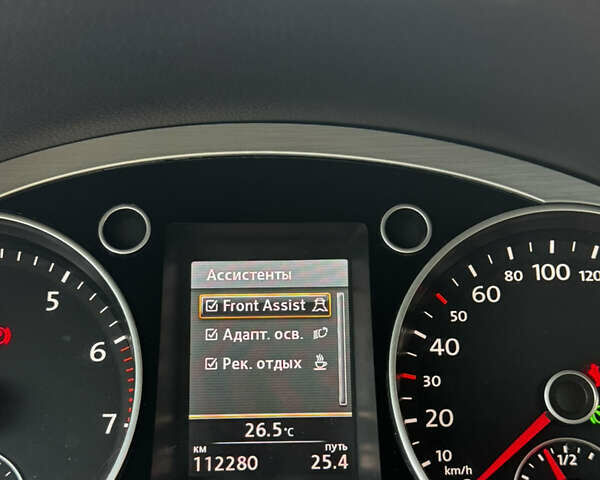 Ассистенты
Front Assist
Адапт. осв.
Рек. отдых
26.5°C
км путь
112280 25.4
5
6
7
120
100
80
60
50
40
30
20
10
km/h
1/2